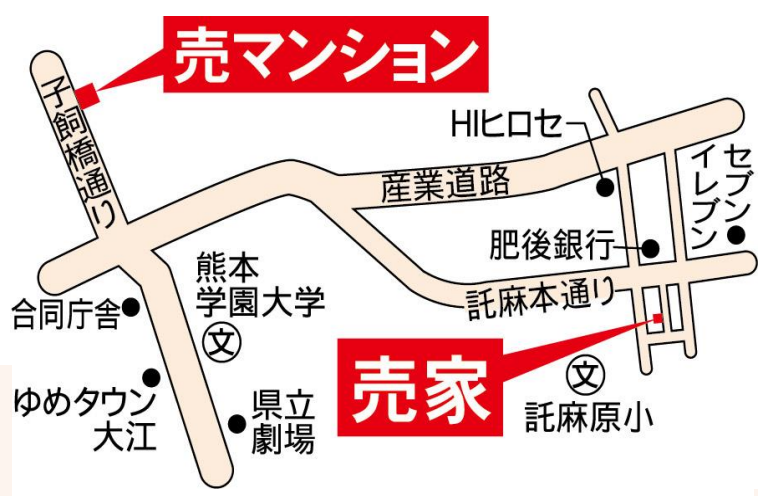 売マンション
子飼橋通り
HIヒロセ
産業道路
セブン
イレブン
肥後銀行
熊本
学園大学
文
託麻本通り
合同庁舎
売家
文
託麻原小
ゆめタウン
大江
県立
劇場